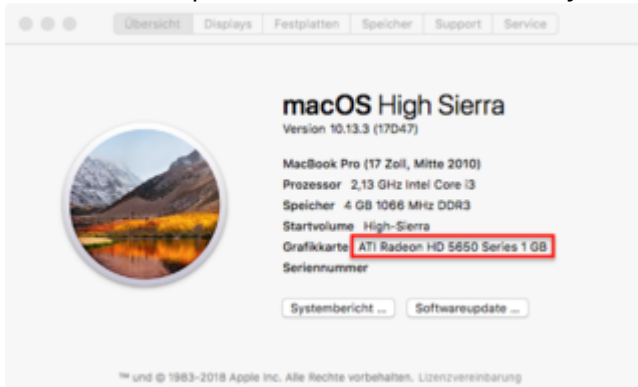 Übersicht Displays Festplatten Speicher Support Service
macOS High Sierra
Version 10.13.3 (17D47)
MacBook Pro (17 Zoll, Mitte 2010)
Prozessor 2,13 GHz Intel Core i3
Speicher 4 GB 1066 MHz DDR3
Startvolume High-Sierra
Grafikkarte ATI Radeon HD 5650 Series 1 GB
Seriennummer
Systembericht ... Softwareupdate ...
™ und © 1983-2018 Apple Inc. Alle Rechte vorbehalten. Lizenzvereinbarung